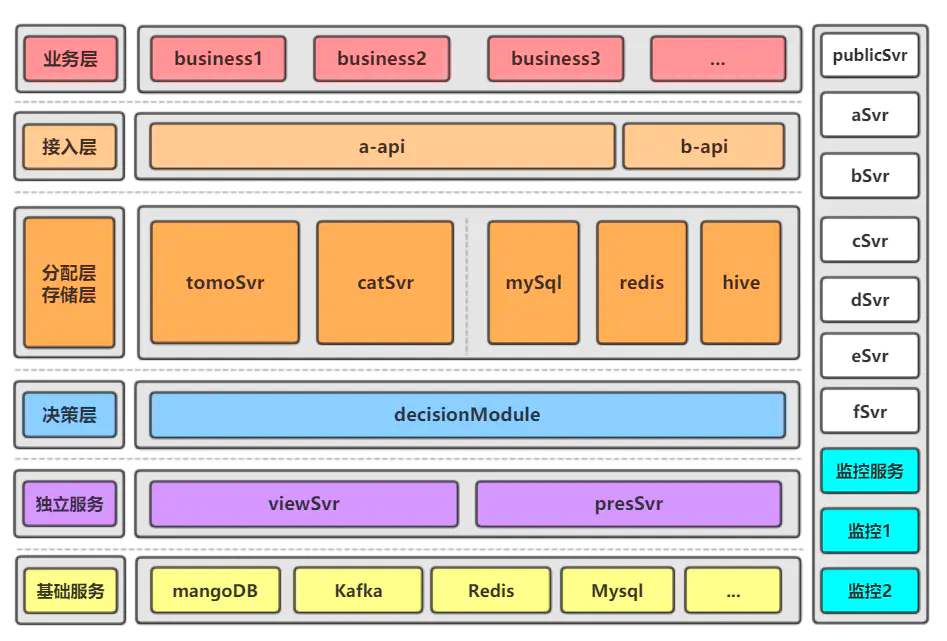 业务层
business1
business2
business3
...
接入层
a-api
b-api
分配层
存储层
tomoSvr
catSvr
mySql
redis
hive
决策层
decisionModule
独立服务
viewSvr
presSvr
基础服务
mangoDB
Kafka
Redis
Mysql
...
publicSvr
aSvr
bSvr
cSvr
dSvr
eSvr
fSvr
监控服务
监控1
监控2